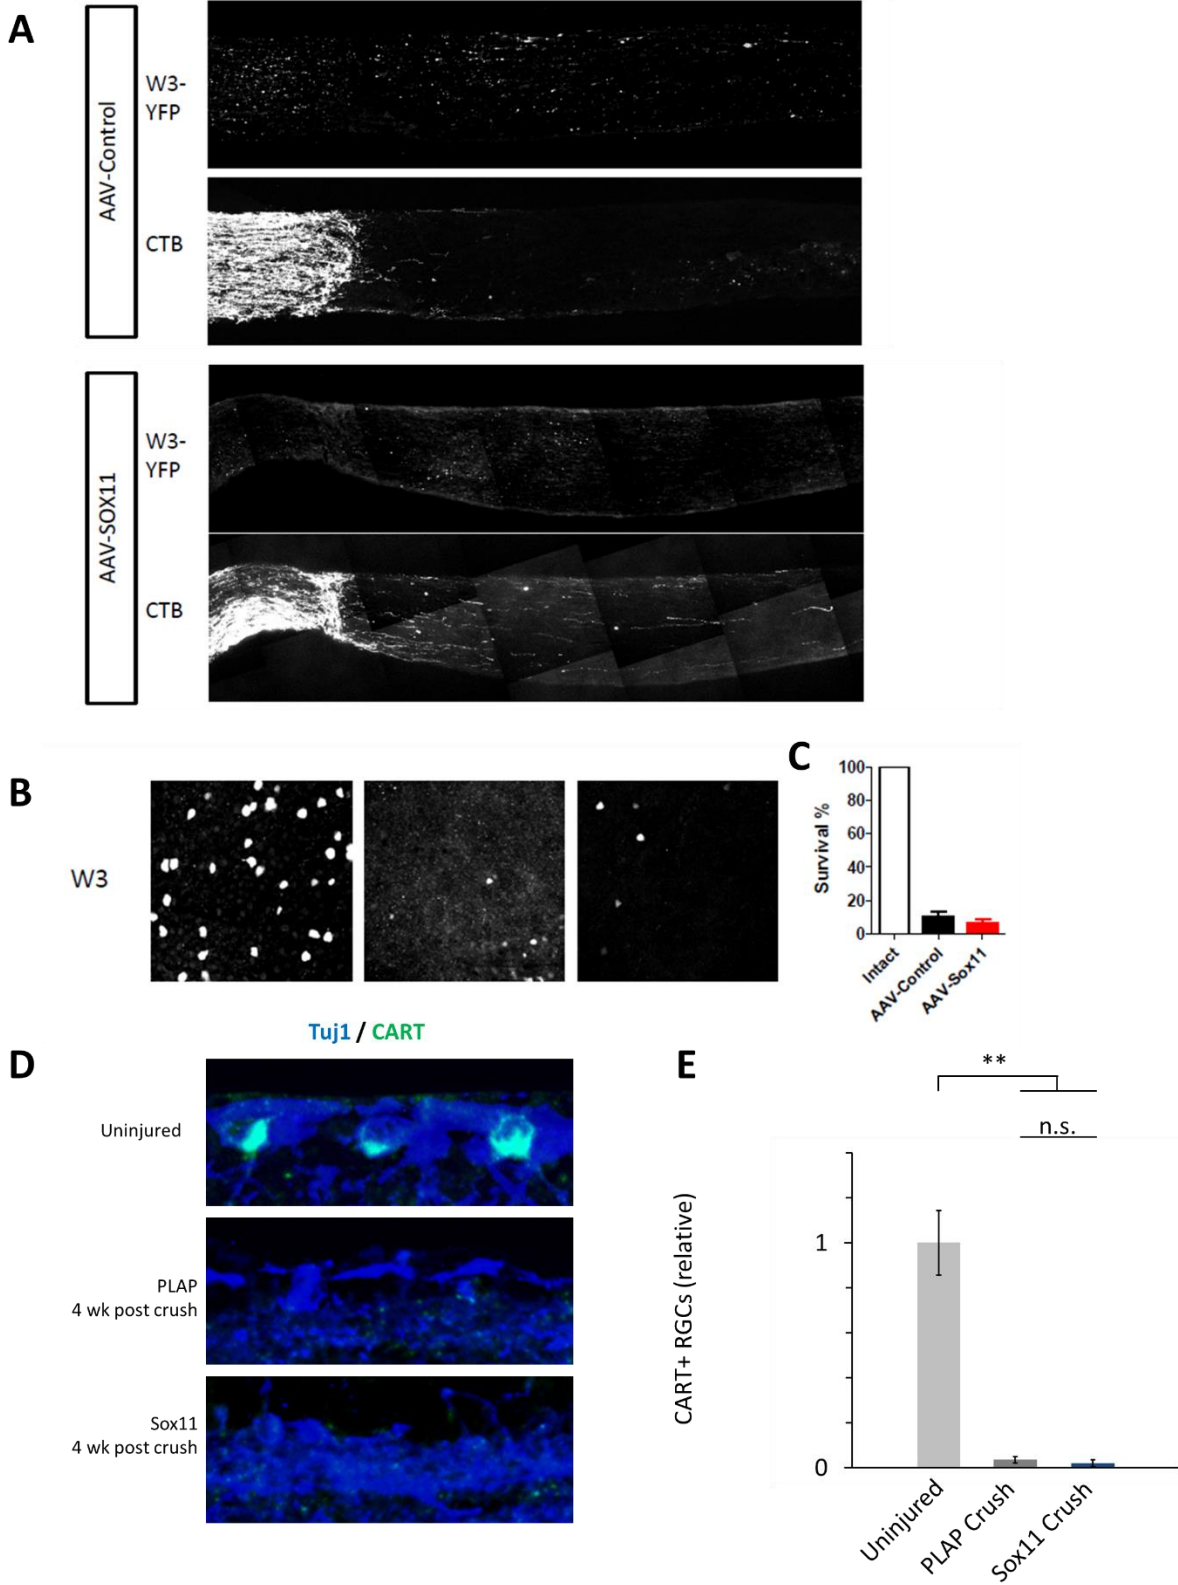 A
AAV-Control
W3-
YFP
CTB
AAV-SOX11
W3-
YFP
CTB
B
W3
C
Survival %
100
80
60
40
20
0
Intact
AAV-Control
AAV-Sox11
Tuj1 / CART
D
Uninjured
PLAP
4 wk post crush
Sox11
4 wk post crush
E
**
n.s.
CART+ RGCs (relative)
1
0
Uninjured
PLAP Crush
Sox11 Crush